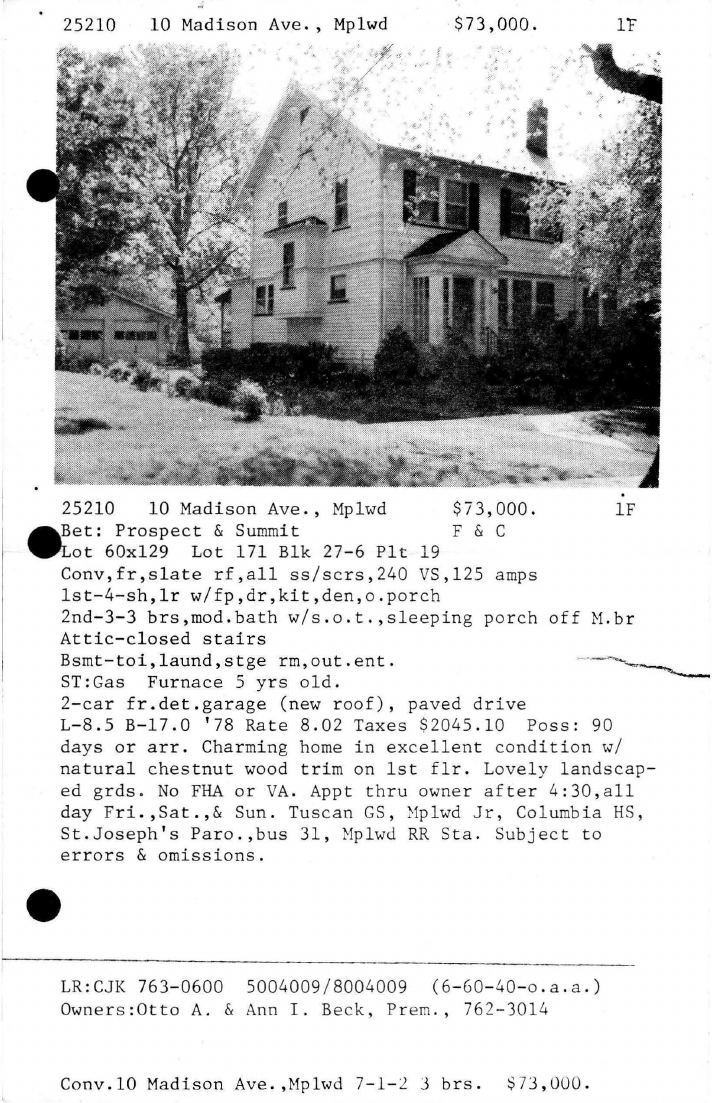 25210 10 Madison Ave., Mplwd $73,000. 1F
25210 10 Madison Ave., Mplwd $73,000. 1F
Bet: Prospect & Summit F & C
Lot 60x129 Lot 171 Blk 27-6 Plt 19
Conv,fr,slate rf,all ss/scrs,240 VS,125 amps
1st-4-sh,lr w/fp,dr,kit,den,o.porch
2nd-3-3 brs,mod.bath w/s.o.t.,sleeping porch off M.br
Attic-closed stairs
Bsmt-toi,laund,stge rm,out.ent.
ST:Gas Furnace 5 yrs old.
2-car fr.det.garage (new roof), paved drive
L-8.5 B-17.0 '78 Rate 8.02 Taxes $2045.10 Poss: 90
days or arr. Charming home in excellent condition w/
natural chestnut wood trim on 1st flr. Lovely landscap-
ed grds. No FHA or VA. Appt thru owner after 4:30,all
day Fri.,Sat.,& Sun. Tuscan GS, Mplwd Jr, Columbia HS,
St.Joseph's Paro.,bus 31, Mplwd RR Sta. Subject to
errors & omissions.
LR:CJK 763-0600 5004009/8004009 (6-60-40-o.a.a.)
Owners:Otto A. & Ann I. Beck, Prem., 762-3014
Conv.10 Madison Ave.,Mplwd 7-1-2 3 brs. $73,000.